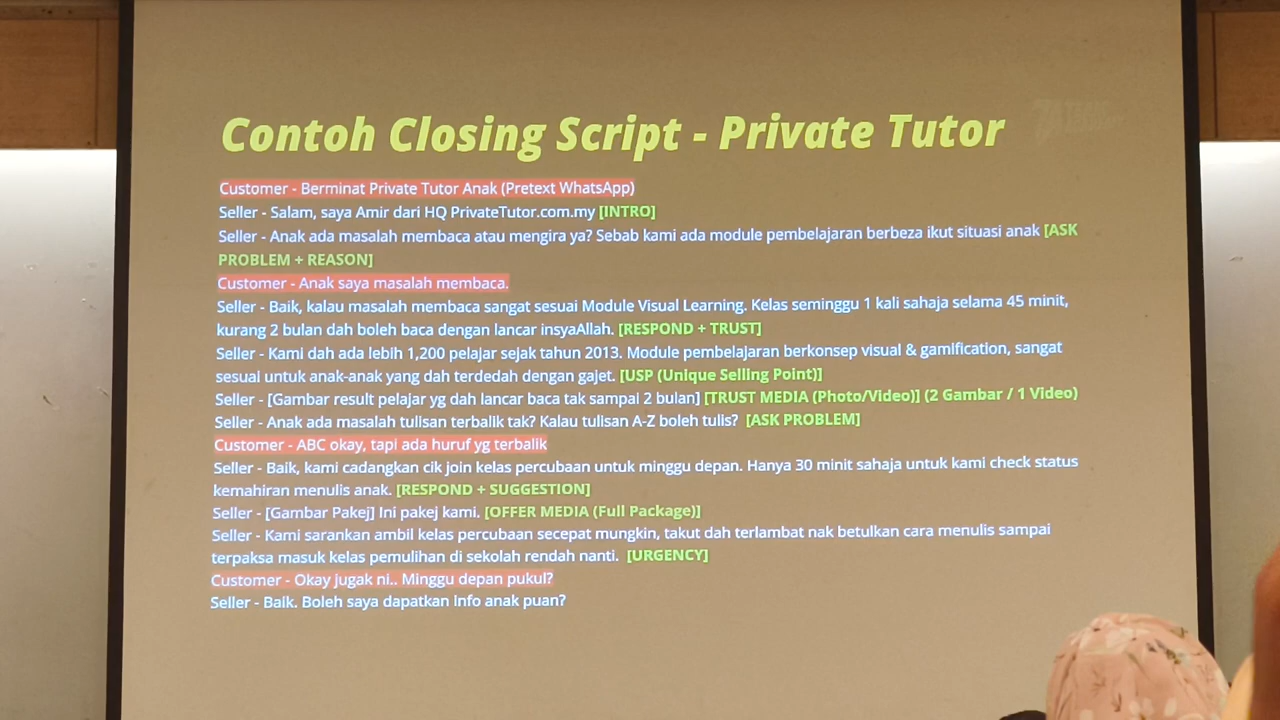 Contoh Closing Script - Private Tutor
Customer - Berminat Private Tutor Anak (Pretext WhatsApp)
Seller - Salam, saya Amir dari HQ PrivateTutor.com.my [INTRO]
Seller - Anak ada masalah membaca atau mengira ya? Sebab kami ada module pembelajaran berbeza ikut situasi anak [ASK
PROBLEM + REASON]
Customer - Anak saya masalah membaca.
Seller - Baik, kalau masalah membaca sangat sesuai Module Visual Learning. Kelas seminggu 1 kali sahaja selama 45 minit,
kurang 2 bulan dah boleh baca dengan lancar insyaAllah. [RESPOND + TRUST]
Seller - Kami dah ada lebih 1,200 pelajar sejak tahun 2013. Module pembelajaran berkonsep visual & gamification, sangat
sesuai untuk anak-anak yang dah terdedah dengan gajet. [USP (Unique Selling Point)]
Seller - [Gambar result pelajar yg dah lancar baca tak sampai 2 bulan] [TRUST MEDIA (Photo/Video)] (2 Gambar / 1 Video)
Seller - Anak ada masalah tulisan terbalik tak? Kalau tulisan A-Z boleh tulis? [ASK PROBLEM]
Customer - ABC okay, tapi ada huruf yg terbalik
Seller - Baik, kami cadangkan cik join kelas percubaan untuk minggu depan. Hanya 30 minit sahaja untuk kami check status
kemahiran menulis anak. [RESPOND + SUGGESTION]
Seller - [Gambar Pakej] Ini pakej kami. [OFFER MEDIA (Full Package)]
Seller - Kami sarankan ambil kelas percubaan secepat mungkin, takut dah terlambat nak betulkan cara menulis sampai
terpaksa masuk kelas pemulihan di sekolah rendah nanti. [URGENCY]
Customer - Okay jugak ni.. Minggu depan pukul?
Seller - Baik. Boleh saya dapatkan info anak puan?